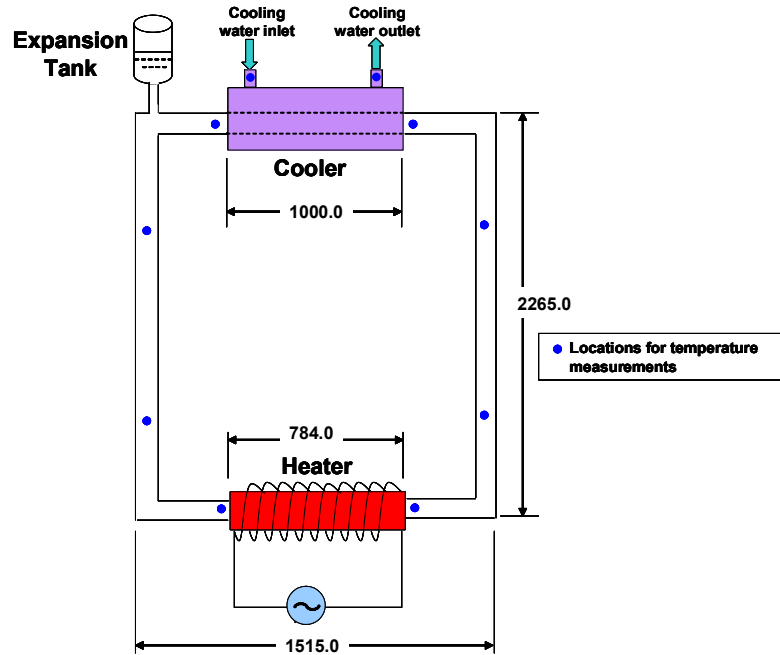 Cooling
water inlet
Cooling
water outlet
Expansion
Tank
Cooler
1000.0
2265.0
Locations for temperature
measurements
784.0
Heater
1515.0